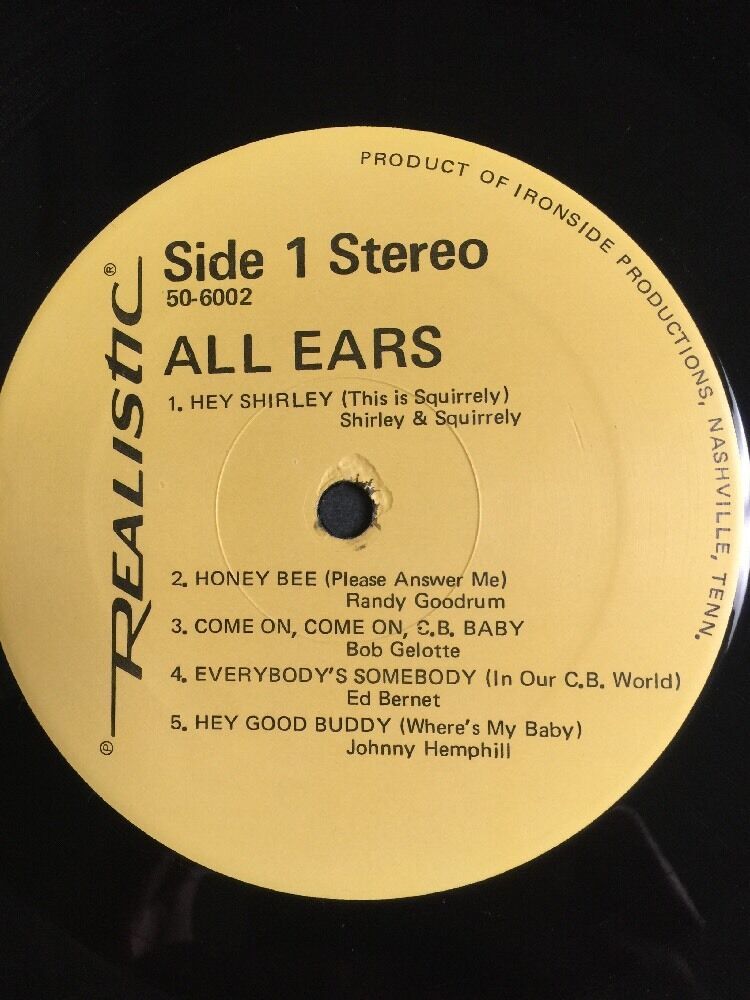 PRODUCT OF IRONSIDE PRODUCTIONS, NASHVILLE, TENN.
REALISTIC®
℗
Side 1 Stereo
50-6002
ALL EARS
1. HEY SHIRLEY (This is Squirrely)
Shirley & Squirrely
2. HONEY BEE (Please Answer Me)
Randy Goodrum
3. COME ON, COME ON, C.B. BABY
Bob Gelotte
4. EVERYBODY'S SOMEBODY (In Our C.B. World)
Ed Bernet
5. HEY GOOD BUDDY (Where's My Baby)
Johnny Hemphill